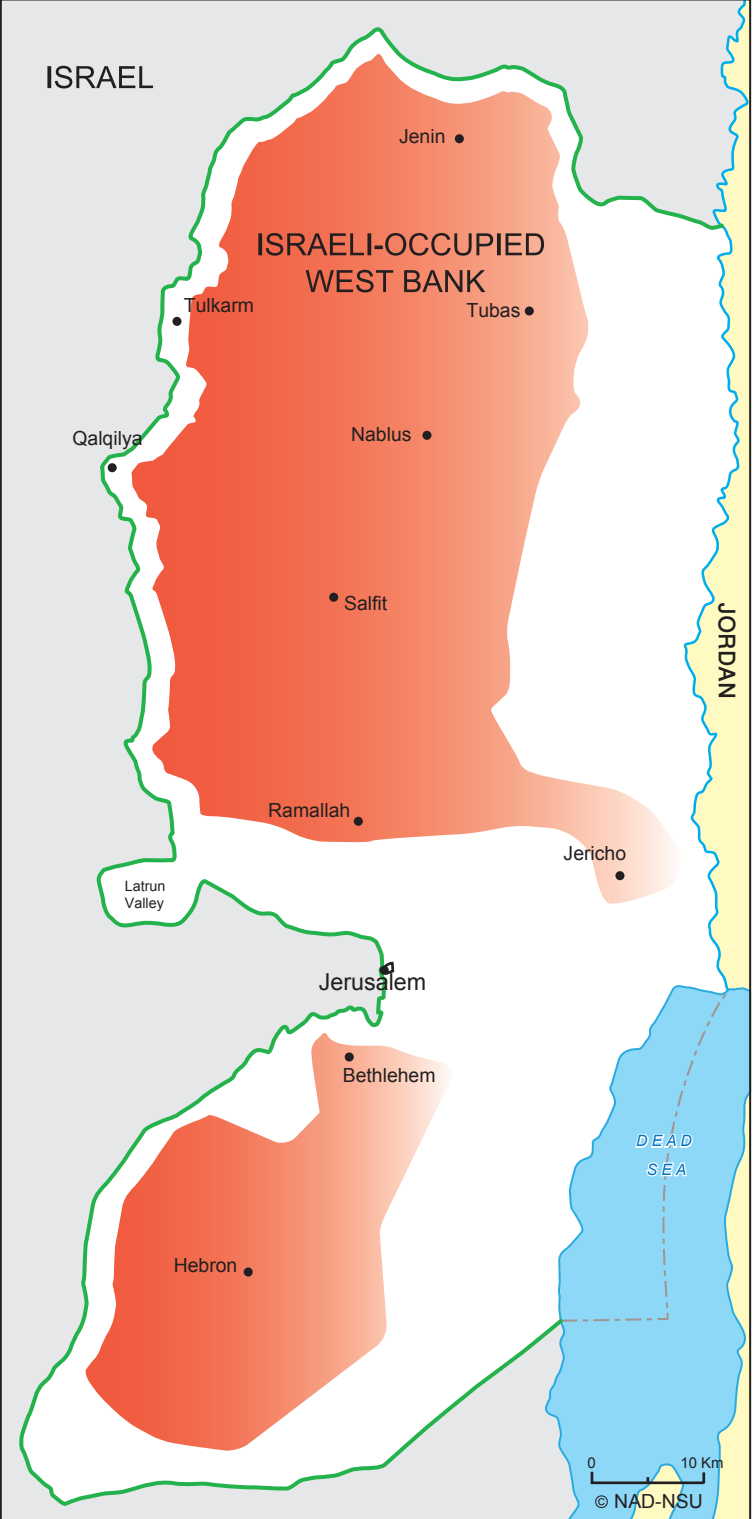 ISRAEL
Jenin
ISRAELI-OCCUPIED
WEST BANK
Tulkarm
Tubas
Qalqilya
Nablus
Salfit
JORDAN
Ramallah
Jericho
Latrun
Valley
Jerusalem
Bethlehem
DEAD
SEA
Hebron
0 10 Km
© NAD-NSU